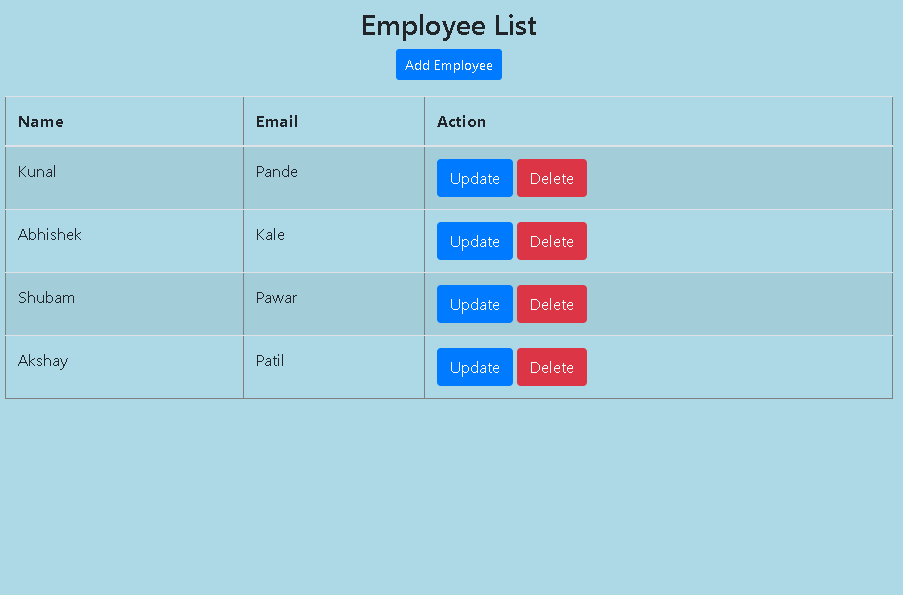 Employee List
Add Employee
Name Email Action
Kunal Pande Update Delete
Abhishek Kale Update Delete
Shubam Pawar Update Delete
Akshay Patil Update Delete